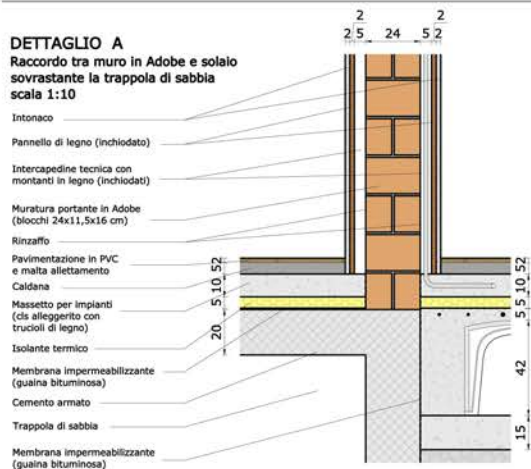 DETTAGLIO A
Raccordo tra muro in Adobe e solaio
sovrastante la trappola di sabbia
scala 1:10
2 2
2 5 24 5 2
Intonaco
Pannello di legno (inchiodato)
Intercapedine tecnica con
montanti in legno (inchiodati)
Muratura portante in Adobe
(blocchi 24x11,5x16 cm)
Rinzaffo
Pavimentazione in PVC
e malta allettamento
Caldana
Massetto per impianti
(cls alleggerito con
trucioli di legno)
Isolante termico
Membrana impermeabilizzante
(guaina bituminosa)
Cemento armato
Trappola di sabbia
Membrana impermeabilizzante
(guaina bituminosa)
20 5 10 5 2
15 42 5 5 10 5 2